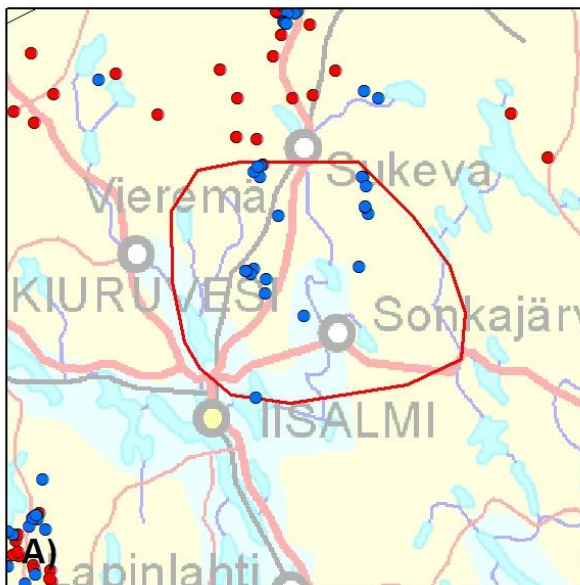 Sukeva
Vieremä
KIURUVESI
Sonkajärv
IISALMI
A)
Lapinlahti